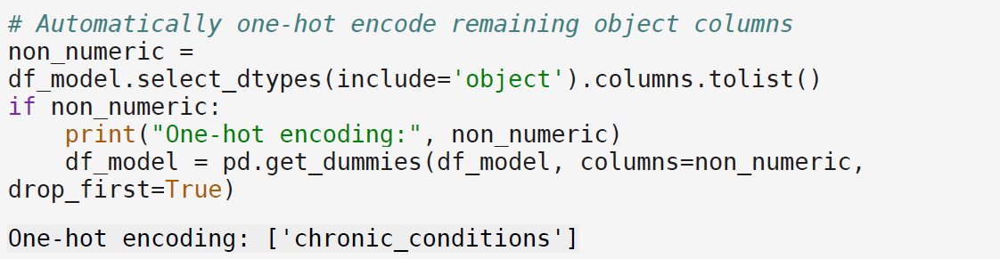 # Automatically one-hot encode remaining object columns
non_numeric =
df_model.select_dtypes(include='object').columns.tolist()
if non_numeric:
    print("One-hot encoding:", non_numeric)
    df_model = pd.get_dummies(df_model, columns=non_numeric,
drop_first=True)
One-hot encoding: ['chronic_conditions']